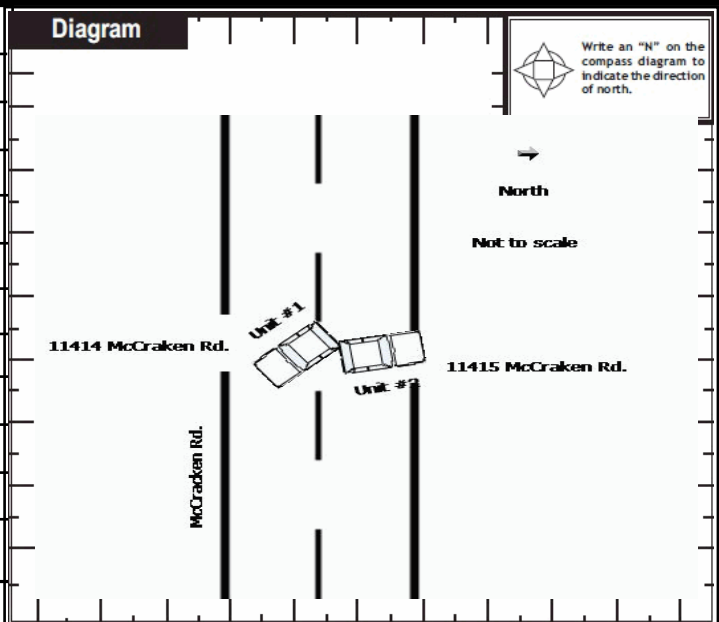 Diagram
Write an “N” on the
compass diagram to
indicate the direction
of north.
North
Not to scale
Unit #1
11414 McCraken Rd.
11415 McCraken Rd.
Unit #2
McCracken Rd.